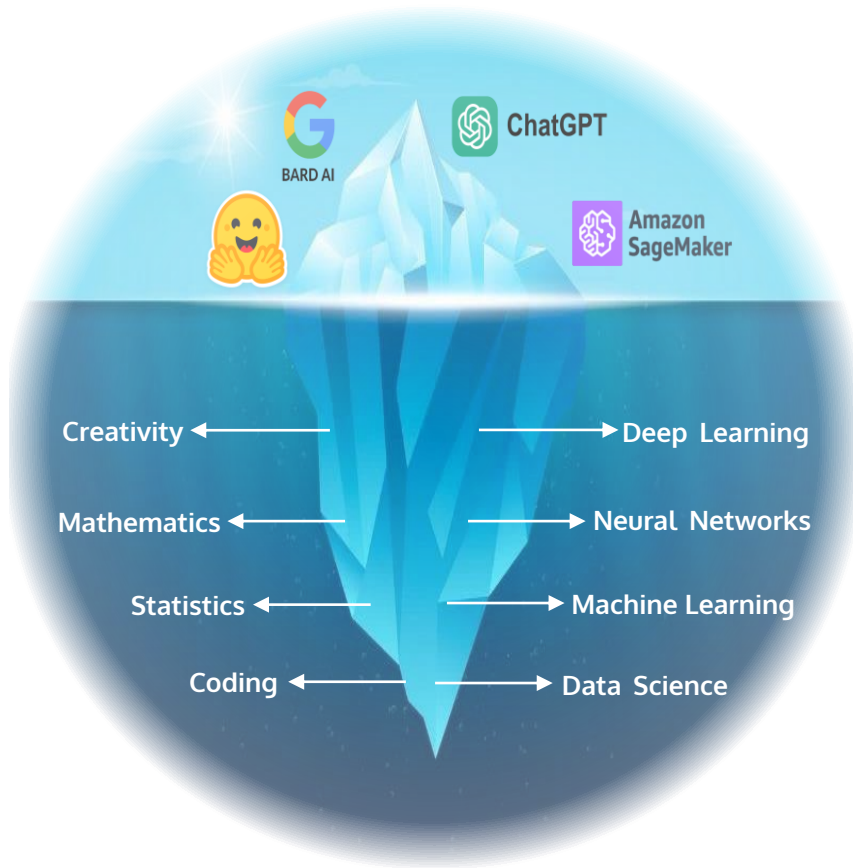 BARD AI
ChatGPT
Amazon
SageMaker
Creativity
Deep Learning
Mathematics
Neural Networks
Statistics
Machine Learning
Coding
Data Science